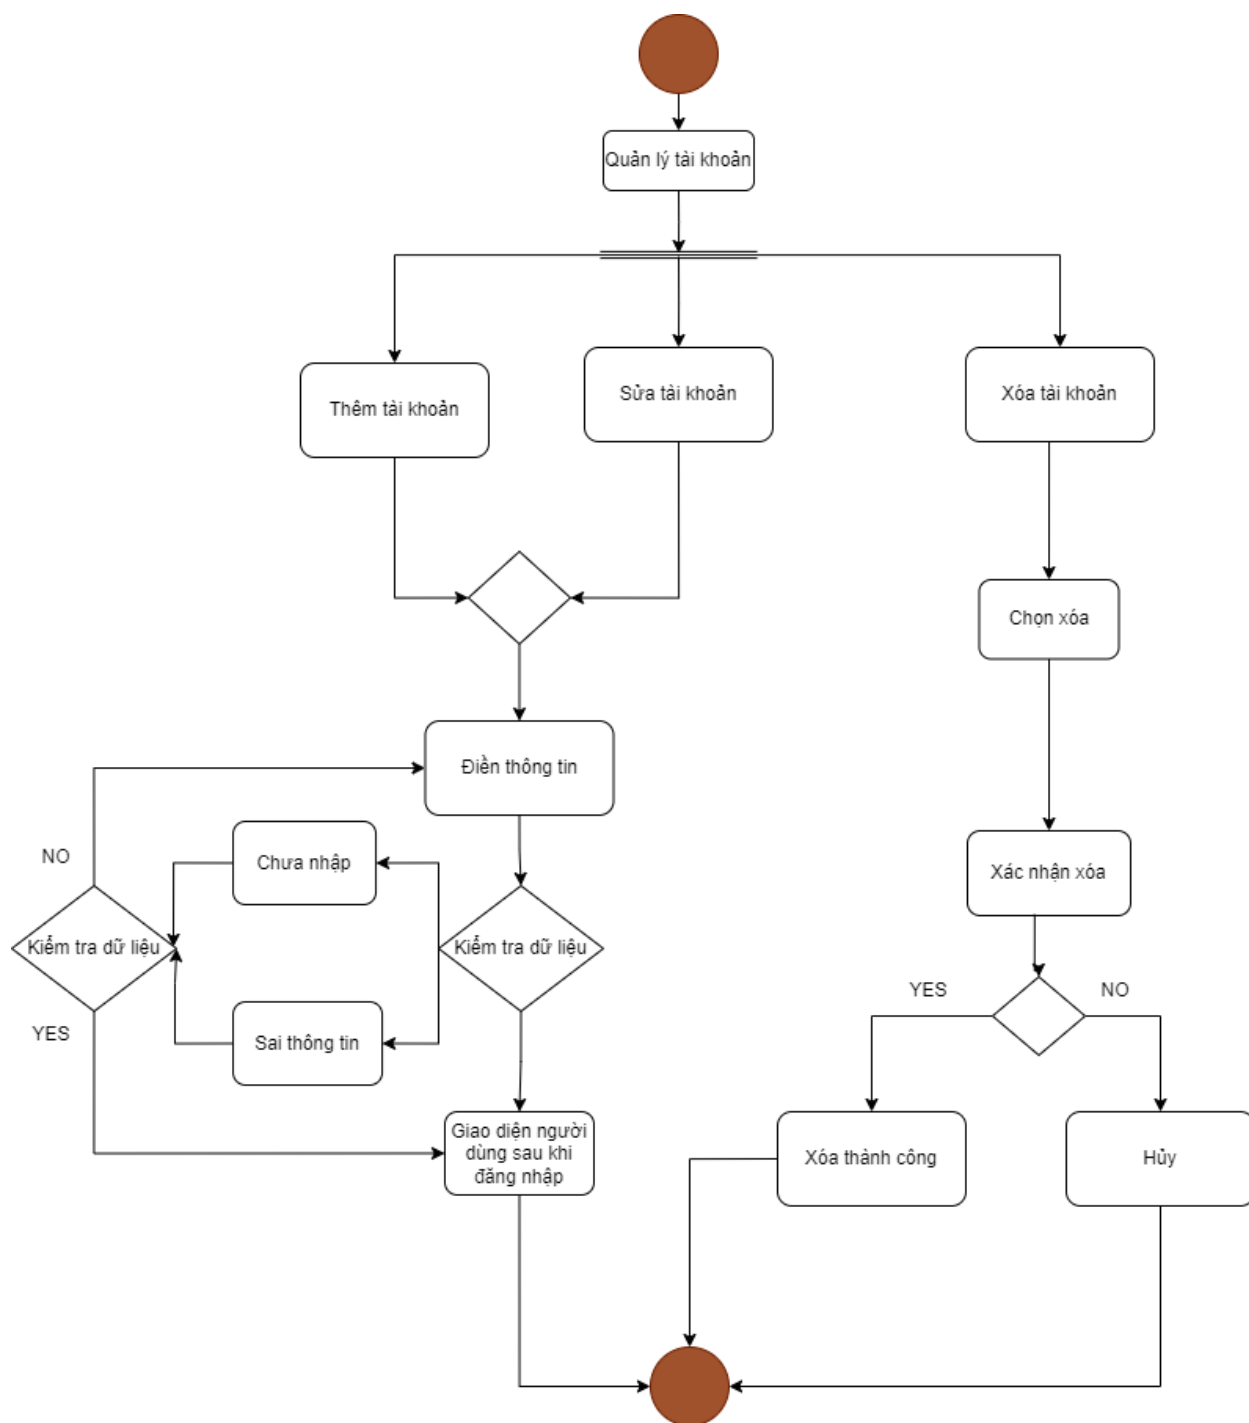 Quản lý tài khoản
Thêm tài khoản
Sửa tài khoản
Xóa tài khoản
Chọn xóa
Điền thông tin
NO
Chưa nhập
Xác nhận xóa
Kiểm tra dữ liệu
Kiểm tra dữ liệu
YES
NO
YES
Sai thông tin
Giao diện người
dùng sau khi
đăng nhập
Xóa thành công
Hủy